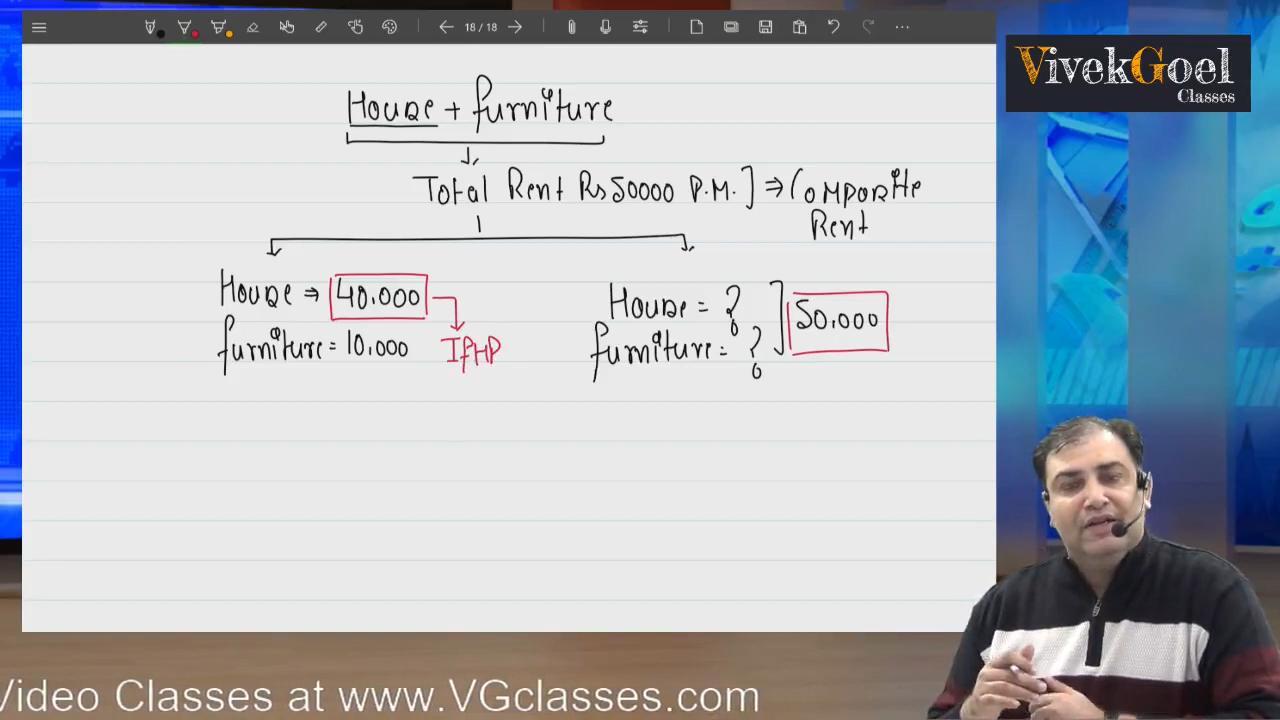 18 / 18
VivekGoel
Classes
House + furniture
Total Rent Rs 50000 P.M. ] ⇒ Composite
Rent
House ⇒ 40.000
furniture = 10.000
IfHP
House = ?
furniture = ?
] 50.000
Video Classes at www.VGclasses.com